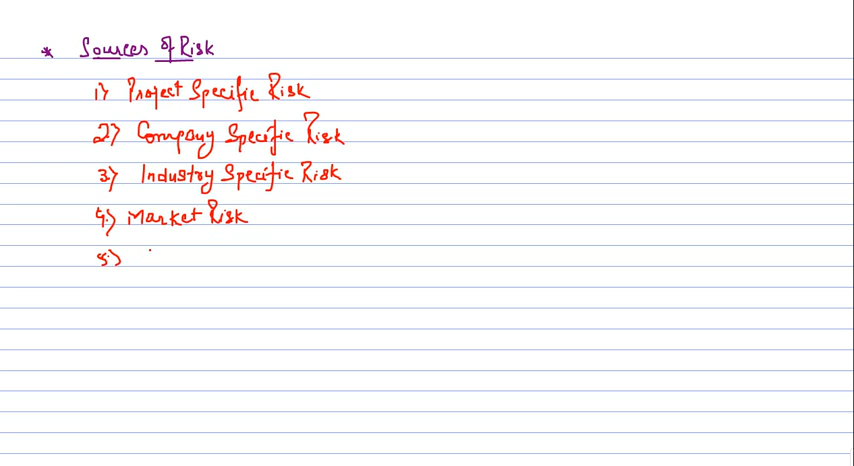 * Sources of Risk
1) Project Specific Risk
2) Company Specific Risk
3) Industry Specific Risk
4) Market Risk
5)